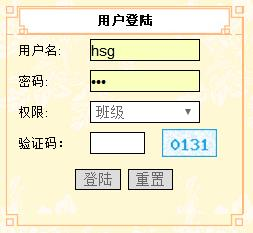 用户登陆
用户名: hsg
密码: •••
权限: 班级 ▼
验证码: 0131
登陆 重置